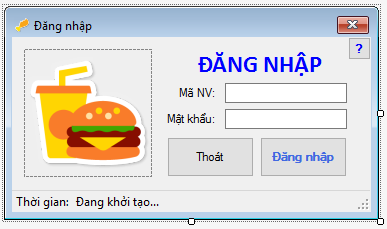 Đăng nhập
?
ĐĂNG NHẬP
Mã NV:
Mật khẩu:
Thoát
Đăng nhập
Thời gian: Đang khởi tạo...